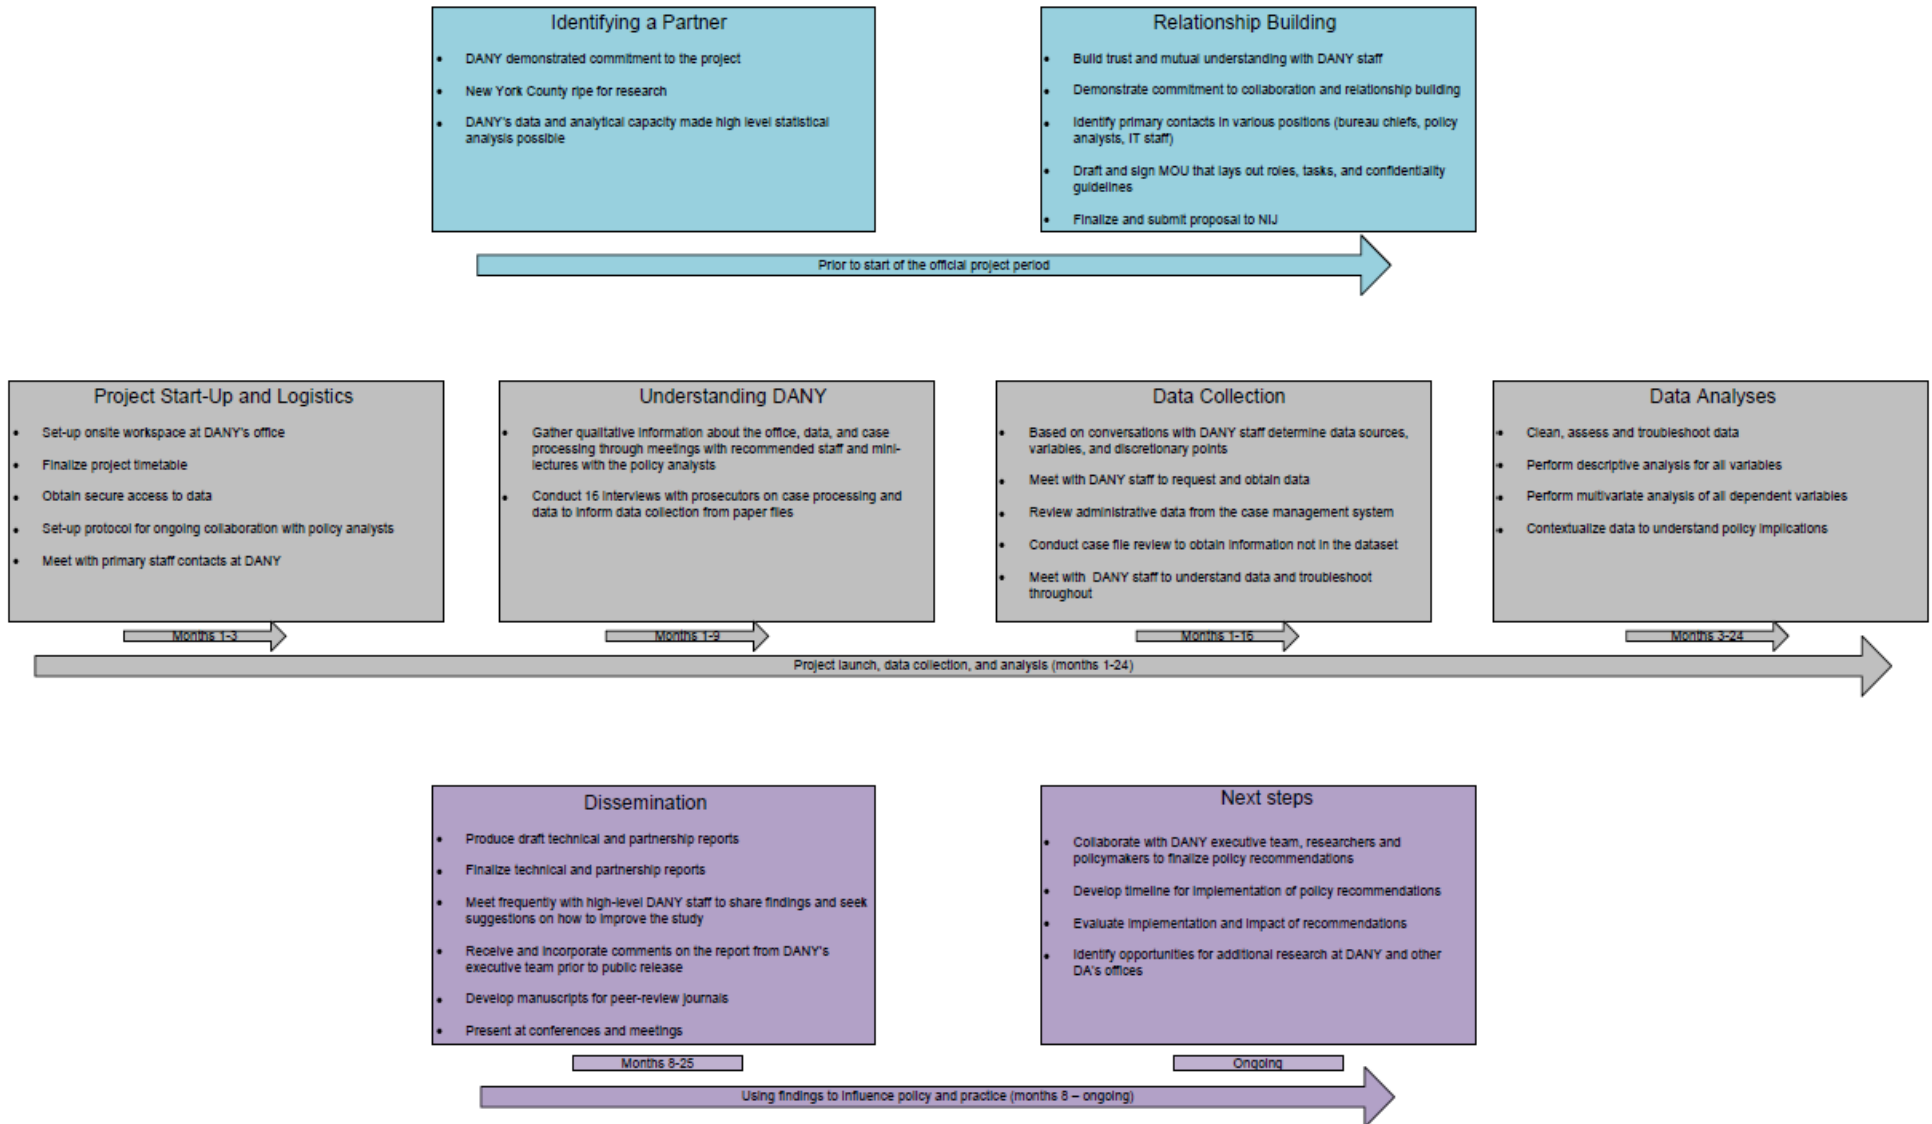 Identifying a Partner
• DANY demonstrated commitment to the project
• New York County ripe for research
• DANY's data and analytical capacity made high level statistical
analysis possible
Relationship Building
• Build trust and mutual understanding with DANY staff
• Demonstrate commitment to collaboration and relationship building
• Identify primary contacts in various positions (bureau chiefs, policy
analysts, IT staff)
• Draft and sign MOU that lays out roles, tasks, and confidentiality
guidelines
• Finalize and submit proposal to NIJ
Prior to start of the official project period
Project Start-Up and Logistics
• Set-up onsite workspace at DANY's office
• Finalize project timetable
• Obtain secure access to data
• Set-up protocol for ongoing collaboration with policy analysts
• Meet with primary staff contacts at DANY
Months 1-3
Understanding DANY
• Gather qualitative information about the office, data, and case
processing through meetings with recommended staff and mini-
lectures with the policy analysts
• Conduct 16 interviews with prosecutors on case processing and
data to inform data collection from paper files
Months 1-9
Data Collection
• Based on conversations with DANY staff determine data sources,
variables, and discretionary points
• Meet with DANY staff to request and obtain data
• Review administrative data from the case management system
• Conduct case file review to obtain information not in the dataset
• Meet with DANY staff to understand data and troubleshoot
throughout
Months 1-16
Data Analyses
• Clean, assess and troubleshoot data
• Perform descriptive analysis for all variables
• Perform multivariate analysis of all dependent variables
• Contextualize data to understand policy implications
Months 3-24
Project launch, data collection, and analysis (months 1-24)
Dissemination
• Produce draft technical and partnership reports
• Finalize technical and partnership reports
• Meet frequently with high-level DANY staff to share findings and seek
suggestions on how to improve the study
• Receive and incorporate comments on the report from DANY's
executive team prior to public release
• Develop manuscripts for peer-review journals
• Present at conferences and meetings
Months 8-25
Next steps
• Collaborate with DANY executive team, researchers and
policymakers to finalize policy recommendations
• Develop timeline for implementation of policy recommendations
• Evaluate implementation and impact of recommendations
• Identify opportunities for additional research at DANY and other
DA's offices
Ongoing
Using findings to influence policy and practice (months 8 – ongoing)